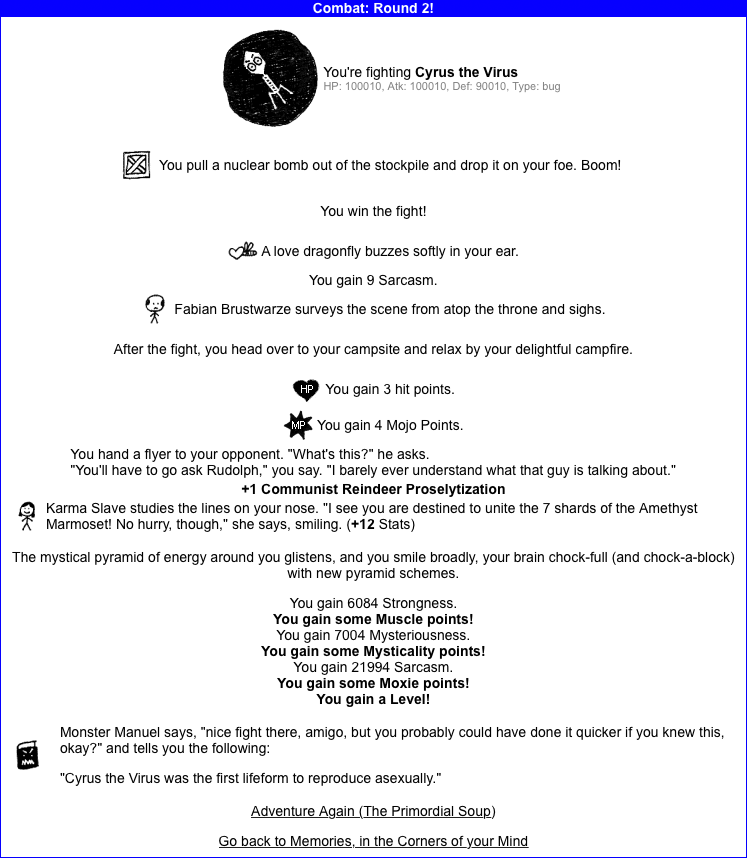 Combat: Round 2!
You're fighting Cyrus the Virus
HP: 100010, Atk: 100010, Def: 90010, Type: bug
You pull a nuclear bomb out of the stockpile and drop it on your foe. Boom!
You win the fight!
A love dragonfly buzzes softly in your ear.
You gain 9 Sarcasm.
Fabian Brustwarze surveys the scene from atop the throne and sighs.
After the fight, you head over to your campsite and relax by your delightful campfire.
HP
You gain 3 hit points.
MP
You gain 4 Mojo Points.
You hand a flyer to your opponent. "What's this?" he asks.
"You'll have to go ask Rudolph," you say. "I barely ever understand what that guy is talking about."
+1 Communist Reindeer Proselytization
Karma Slave studies the lines on your nose. "I see you are destined to unite the 7 shards of the Amethyst
Marmoset! No hurry, though," she says, smiling. (+12 Stats)
The mystical pyramid of energy around you glistens, and you smile broadly, your brain chock-full (and chock-a-block)
with new pyramid schemes.
You gain 6084 Strongness.
You gain some Muscle points!
You gain 7004 Mysteriousness.
You gain some Mysticality points!
You gain 21994 Sarcasm.
You gain some Moxie points!
You gain a Level!
Monster Manuel says, "nice fight there, amigo, but you probably could have done it quicker if you knew this,
okay?" and tells you the following:
"Cyrus the Virus was the first lifeform to reproduce asexually."
Adventure Again (The Primordial Soup)
Go back to Memories, in the Corners of your Mind